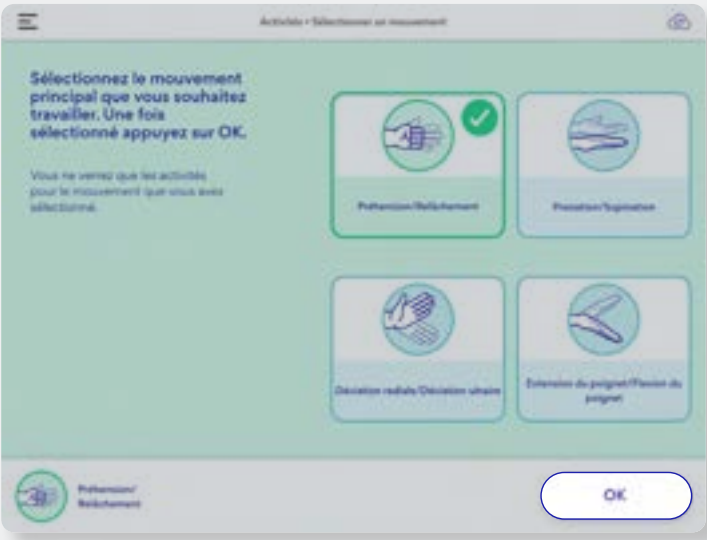 Activités • Sélectionner un mouvement
Sélectionnez le mouvement
principal que vous souhaitez
travailler. Une fois
sélectionné appuyez sur OK.
Vous ne verrez que les activités
pour le mouvement que vous avez
sélectionné.
Préhension/Relâchement
Pronation/Supination
Déviation radiale/Déviation ulnaire
Extension du poignet/Flexion du
poignet
Préhension/
Relâchement
OK